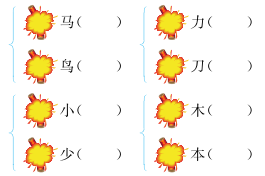 马(    ) 力(    )
鸟(    ) 刀(    )
小(    ) 木(    )
少(    ) 本(    )